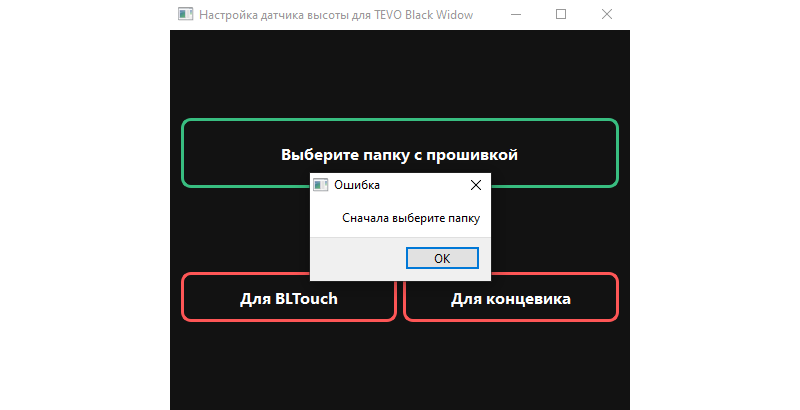 Настройка датчика высоты для TEVO Black Widow
Выберите папку с прошивкой
Ошибка
Сначала выберите папку
OK
Для BLTouch
Для концевика